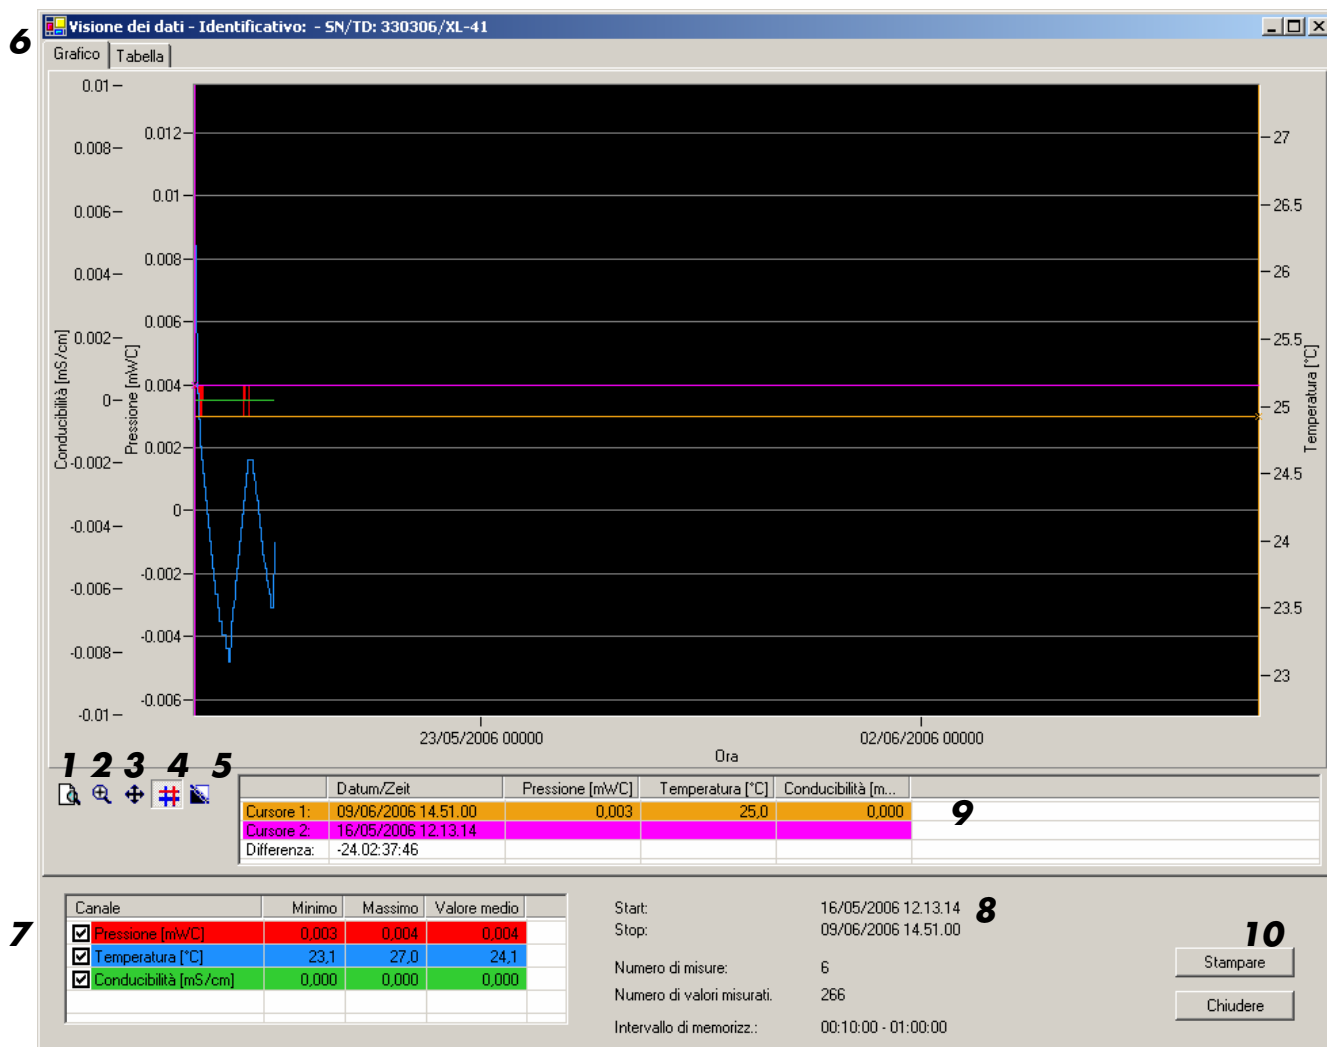 Visione dei dati - Identificativo: - SN/TD: 330306/XL-41
6
Grafico Tabella
0.01
0.008
0.006
0.004
0.002
0
-0.002
-0.004
-0.006
-0.008
-0.01
Conducibilità [mS/cm]
0.012
0.01
0.008
0.006
0.004
0.002
0
-0.002
-0.004
-0.006
Pressione [mWC]
27
26.5
26
25.5
25
24.5
24
23.5
23
Temperatura [°C]
23/05/2006 00000 02/06/2006 00000
Ora
1 2 3 4 5
Datum/Zeit Pressione [mWC] Temperatura [°C] Conducibilità [m...
Cursore 1: 09/06/2006 14.51.00 0,003 25,0 0,000
Cursore 2: 16/05/2006 12.13.14
Differenza: -24.02:37:46
9
7
Canale Minimo Massimo Valore medio
Pressione [mWC] 0,003 0,004 0,004
Temperatura [°C] 23,1 27,0 24,1
Conducibilità [mS/cm] 0,000 0,000 0,000
Start: 16/05/2006 12.13.14
8
Stop: 09/06/2006 14.51.00
Numero di misure: 6
Numero di valori misurati. 266
Intervallo di memorizz.: 00:10:00 - 01:00:00
10
Stampare
Chiudere